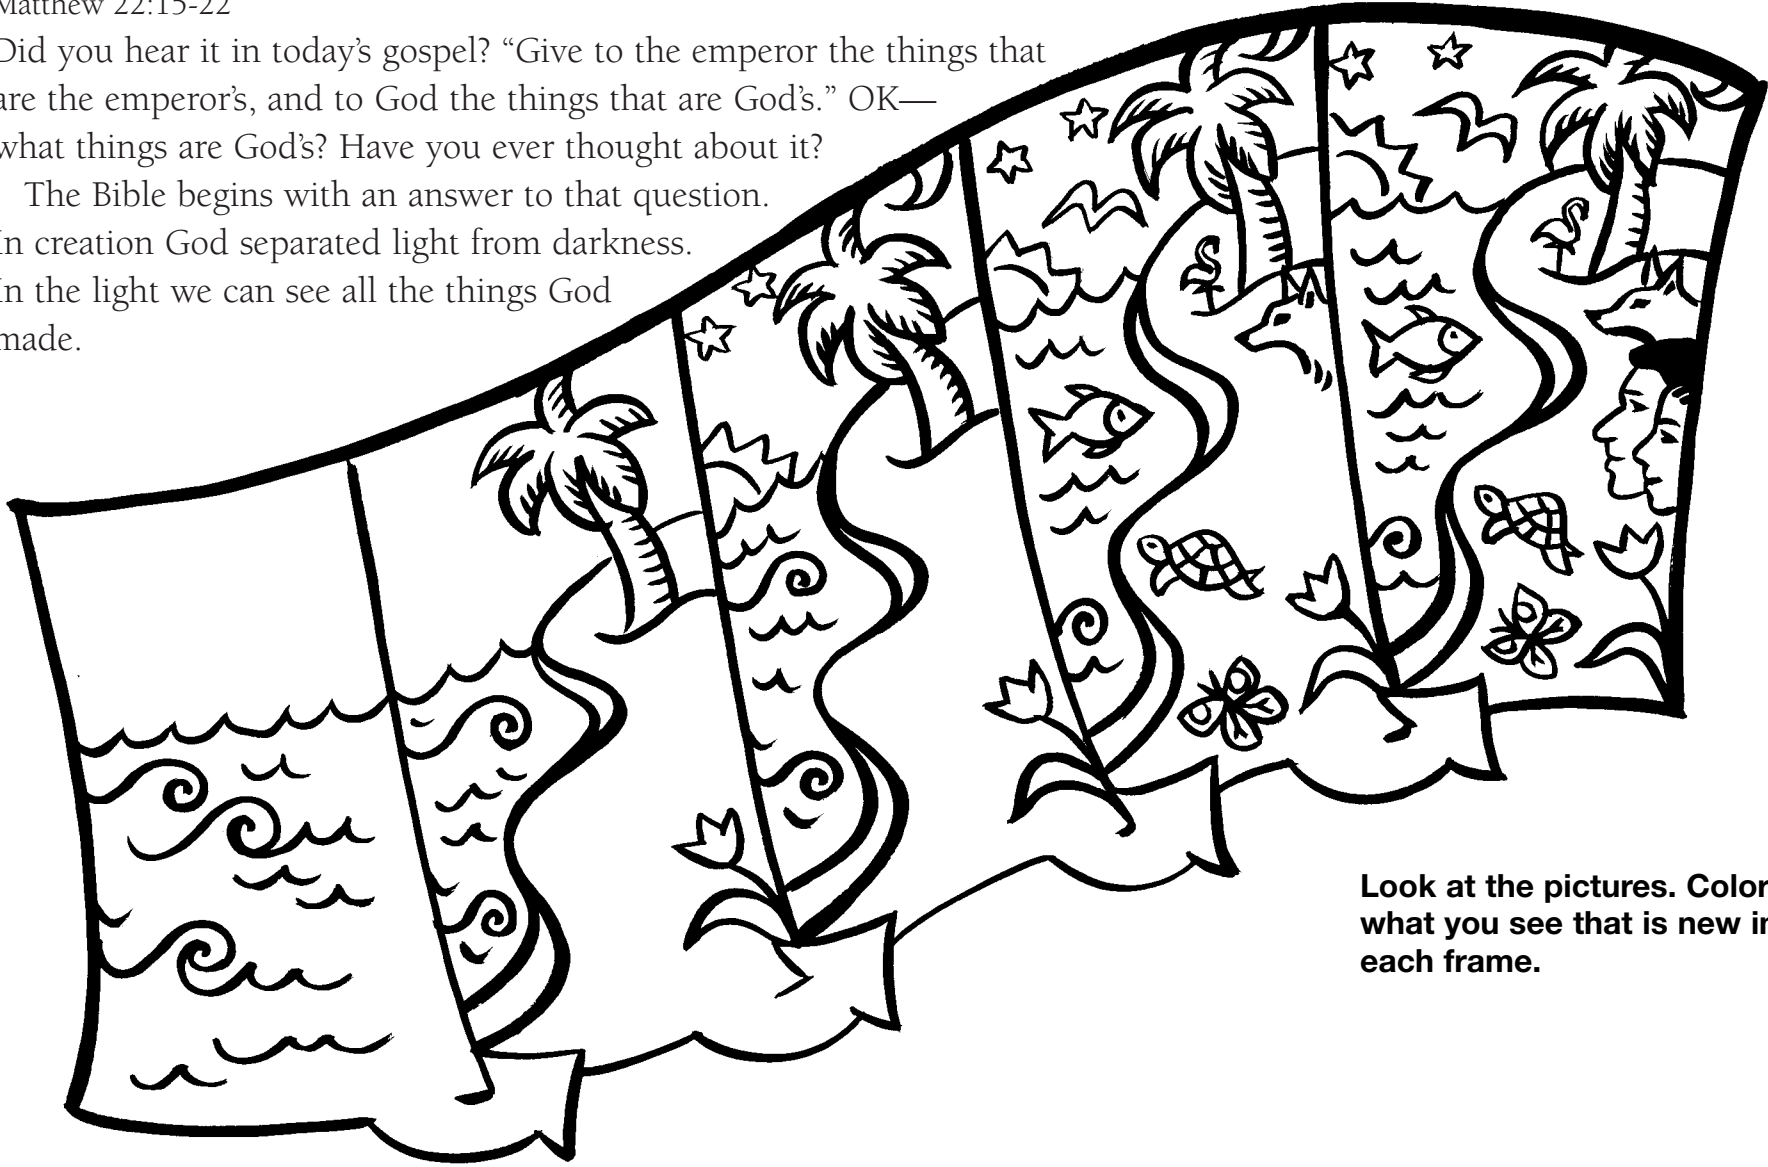 Matthew 22:15-22
Did you hear it in today's gospel? “Give to the emperor the things that
are the emperor's, and to God the things that are God's.” OK—
what things are God's? Have you ever thought about it?
The Bible begins with an answer to that question.
In creation God separated light from darkness.
In the light we can see all the things God
made.
Look at the pictures. Color
what you see that is new in
each frame.